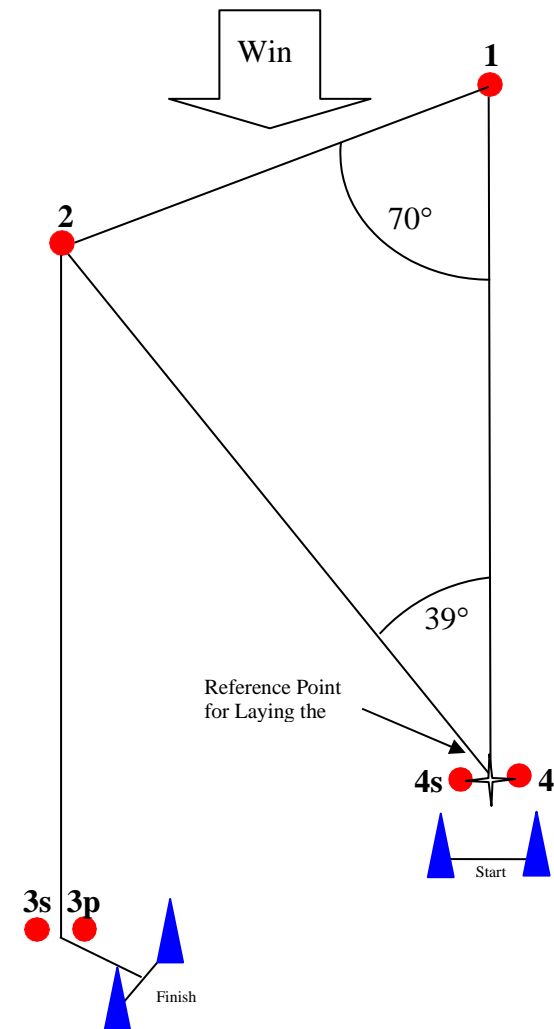 Win
1
2
70°
39°
Reference Point
for Laying the
4s
4
Start
3s
3p
Finish